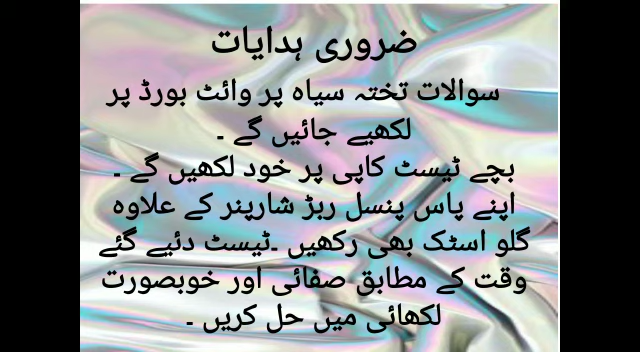 ضروری ہدایات
سوالات تختہ سیاہ پر وائٹ بورڈ پر
لکھیے جائیں گے ۔
بچے ٹیسٹ کاپی پر خود لکھیں گے ۔
اپنے پاس پنسل ربڑ شارپنر کے علاوہ
گلو اسٹک بھی رکھیں ۔ٹیسٹ دئیے گئے
وقت کے مطابق صفائی اور خوبصورت
لکھائی میں حل کریں ۔